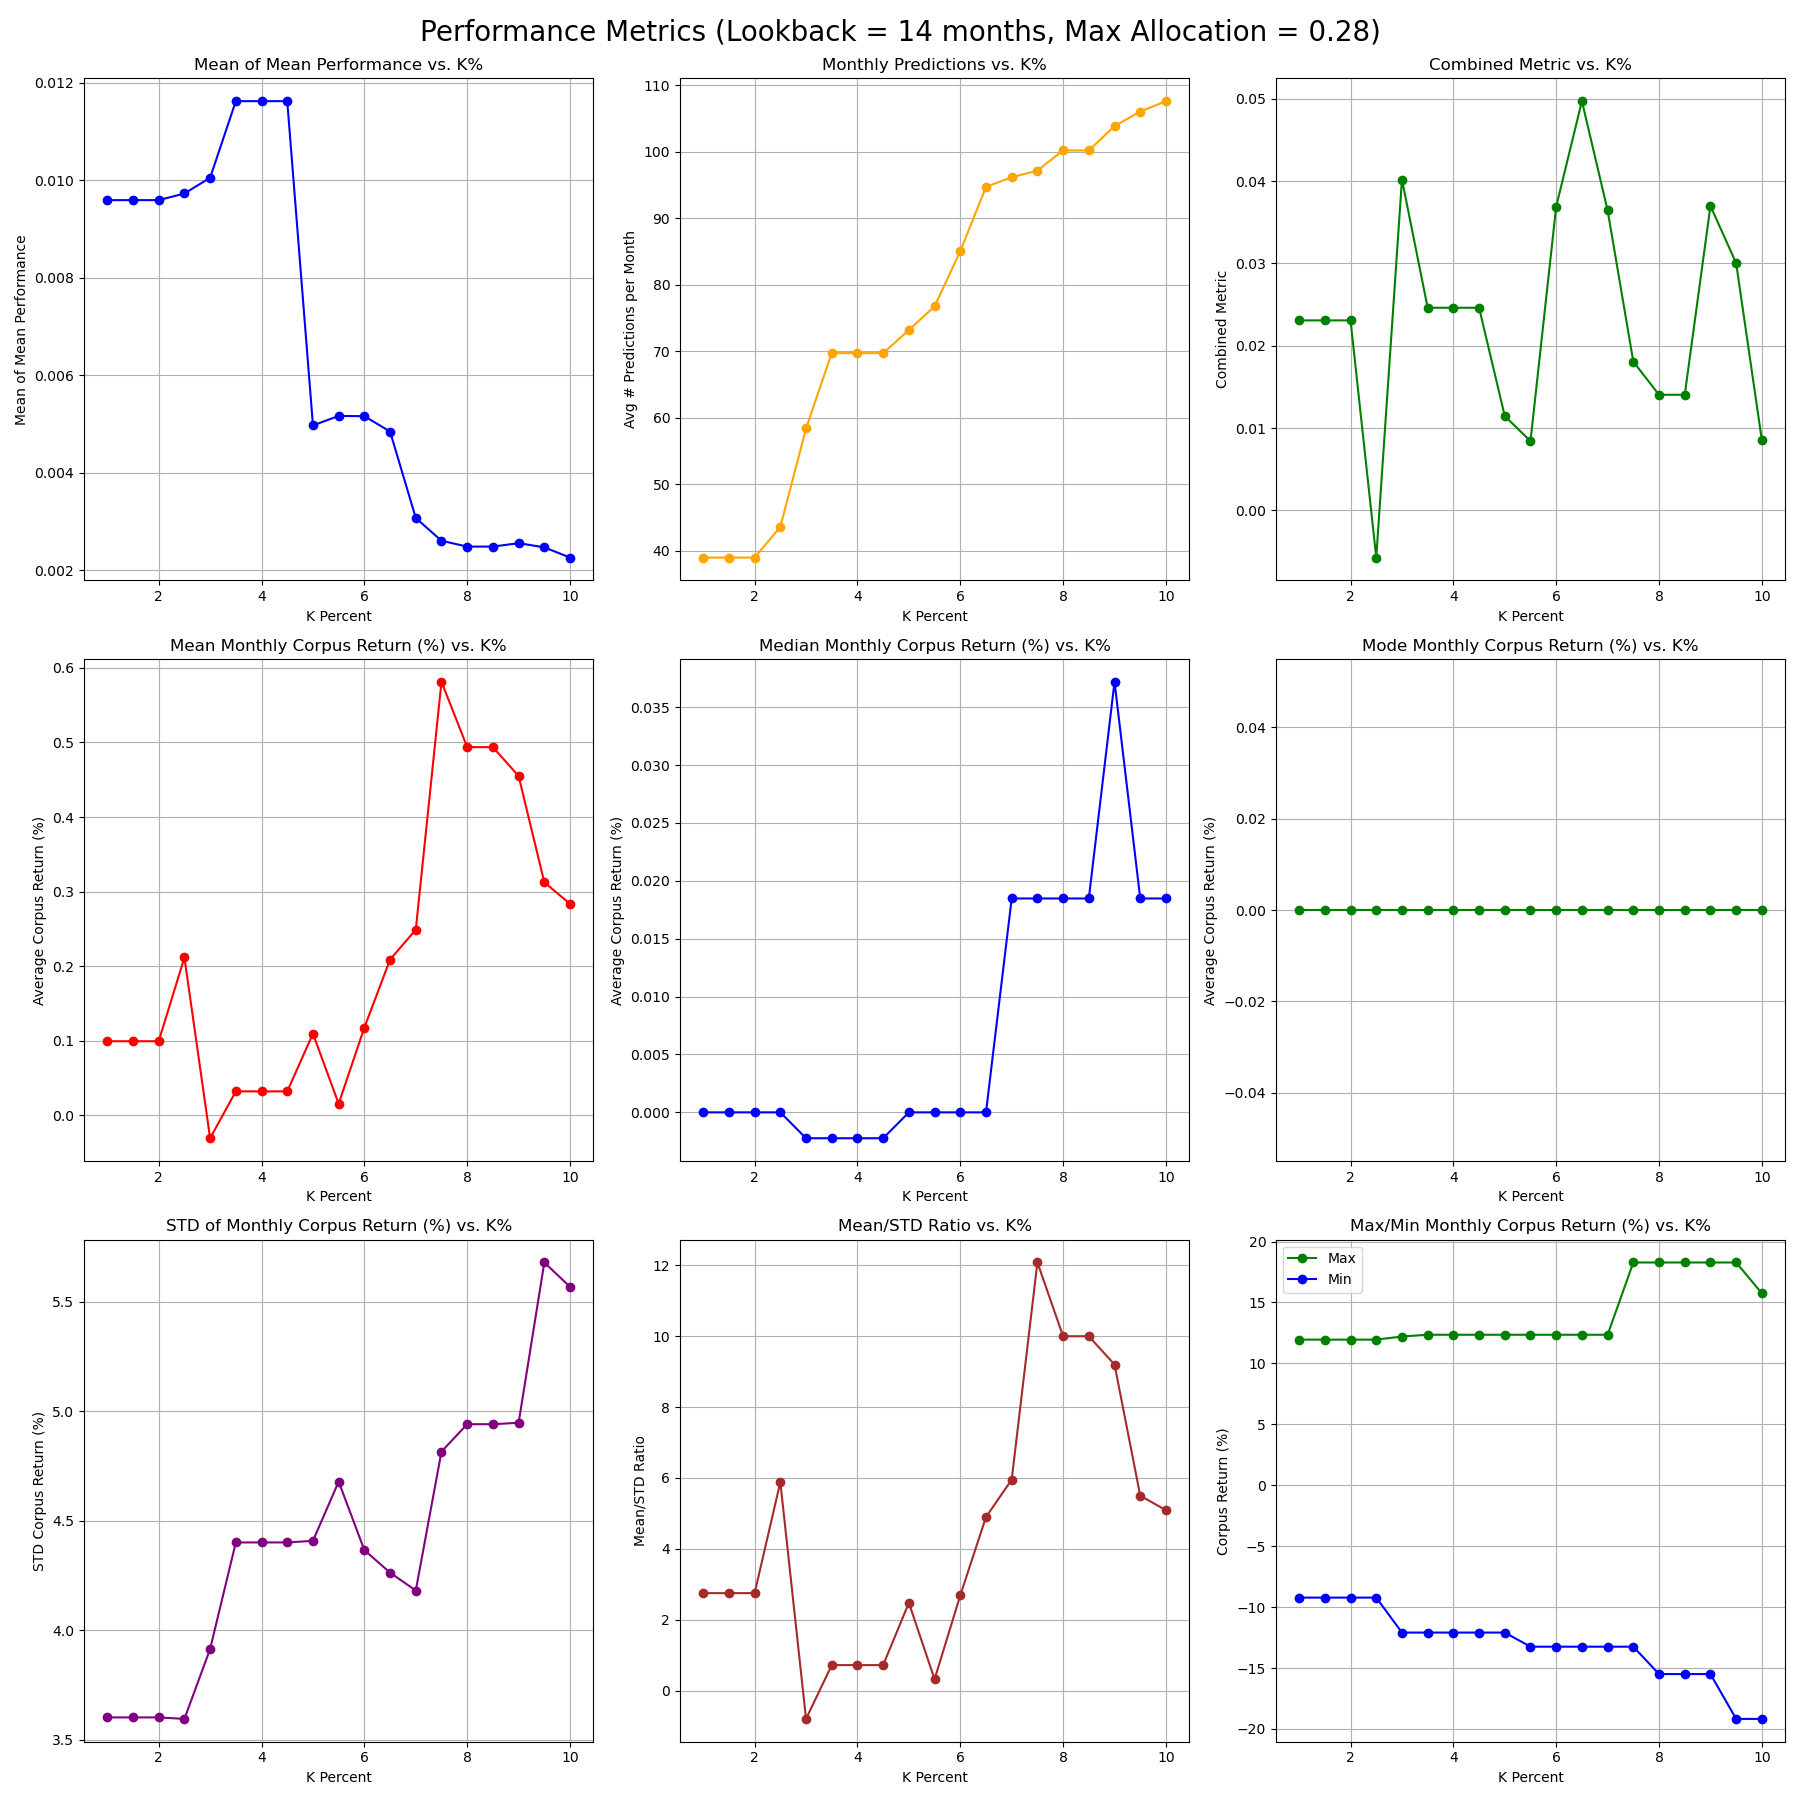 Performance Metrics (Lookback = 14 months, Max Allocation = 0.28)
Mean of Mean Performance vs. K%
Mean of Mean Performance
0.012
0.010
0.008
0.006
0.004
0.002
2 4 6 8 10
K Percent
Monthly Predictions vs. K%
Avg # Predictions per Month
110
100
90
80
70
60
50
40
2 4 6 8 10
K Percent
Combined Metric vs. K%
Combined Metric
0.05
0.04
0.03
0.02
0.01
0.00
2 4 6 8 10
K Percent
Mean Monthly Corpus Return (%) vs. K%
Average Corpus Return (%)
0.6
0.5
0.4
0.3
0.2
0.1
0.0
2 4 6 8 10
K Percent
Median Monthly Corpus Return (%) vs. K%
Average Corpus Return (%)
0.035
0.030
0.025
0.020
0.015
0.010
0.005
0.000
2 4 6 8 10
K Percent
Mode Monthly Corpus Return (%) vs. K%
Average Corpus Return (%)
0.04
0.02
0.00
−0.02
−0.04
2 4 6 8 10
K Percent
STD of Monthly Corpus Return (%) vs. K%
STD Corpus Return (%)
5.5
5.0
4.5
4.0
3.5
2 4 6 8 10
K Percent
Mean/STD Ratio vs. K%
Mean/STD Ratio
12
10
8
6
4
2
0
2 4 6 8 10
K Percent
Max/Min Monthly Corpus Return (%) vs. K%
Corpus Return (%)
Max
Min
20
15
10
5
0
−5
−10
−15
−20
2 4 6 8 10
K Percent